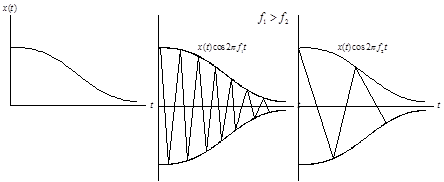 x(t)
f₁ > f₂
x(t)cos2πf₁t
x(t)cos2πf₂t
t
t
t